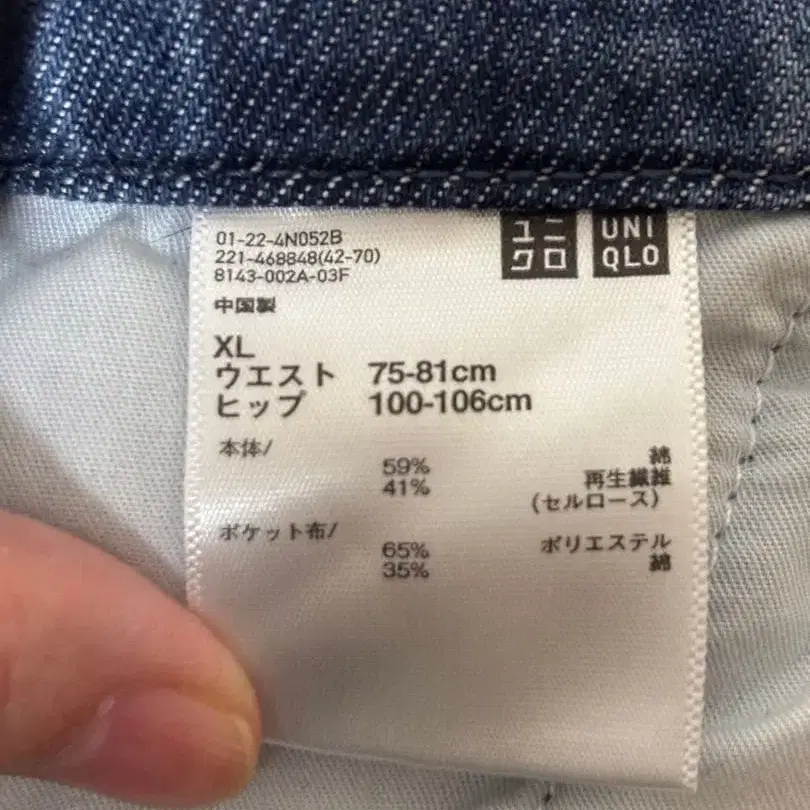 01-22-4N052B
221-468848(42-70)
8143-002A-03F
ユニ
クロ
UNI
QLO
中国製
XL
ウエスト 75-81cm
ヒップ 100-106cm
本体/
59% 綿
41% 再生繊維
(セルロース)
ポケット布/
65% ポリエステル
35% 綿